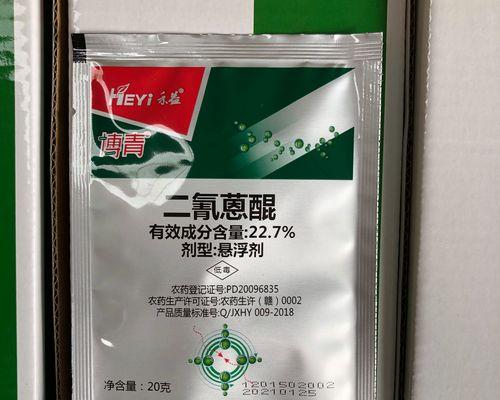 HEYi 禾益
博青
二氰蒽醌
有效成分含量:22.7%
剂型:悬浮剂
低毒
农药登记证号:PD20096835
农药生产许可证号:农药生许（赣）0002
产品质量标准号:Q/JXHY 009-2018
净含量:20克
1201502002
20210125